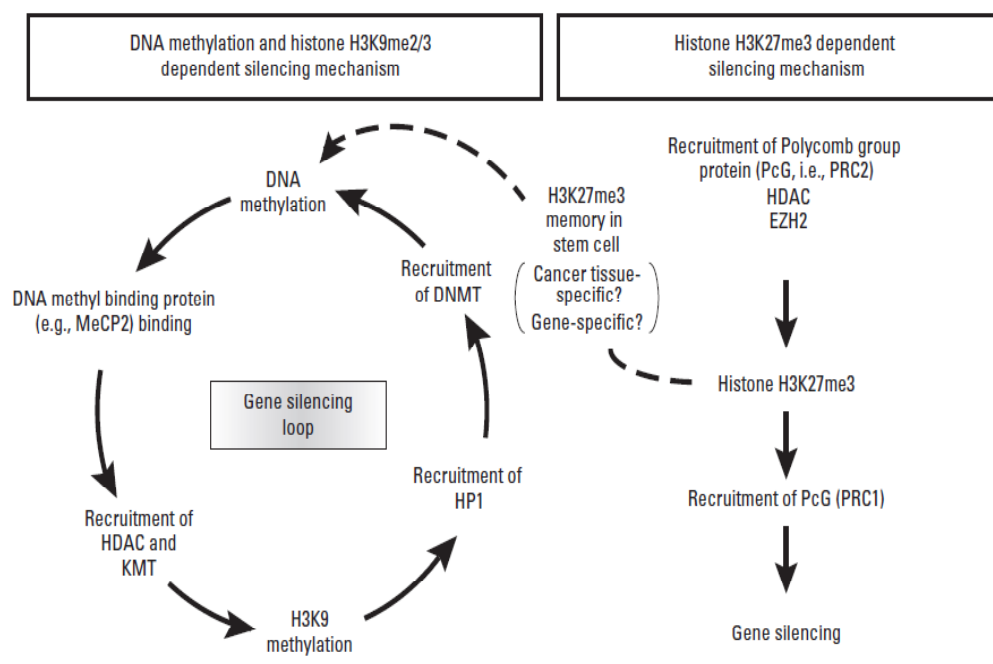 DNA methylation and histone H3K9me2/3
dependent silencing mechanism
Histone H3K27me3 dependent
silencing mechanism
DNA
methylation
DNA methyl binding protein
(e.g., MeCP2) binding
Recruitment of
HDAC and
KMT
H3K9
methylation
Recruitment of
HP1
Recruitment
of DNMT
Gene silencing
loop
H3K27me3
memory in
stem cell
( Cancer tissue-
specific?
Gene-specific? )
Recruitment of Polycomb group
protein (PcG, i.e., PRC2)
HDAC
EZH2
Histone H3K27me3
Recruitment of PcG (PRC1)
Gene silencing